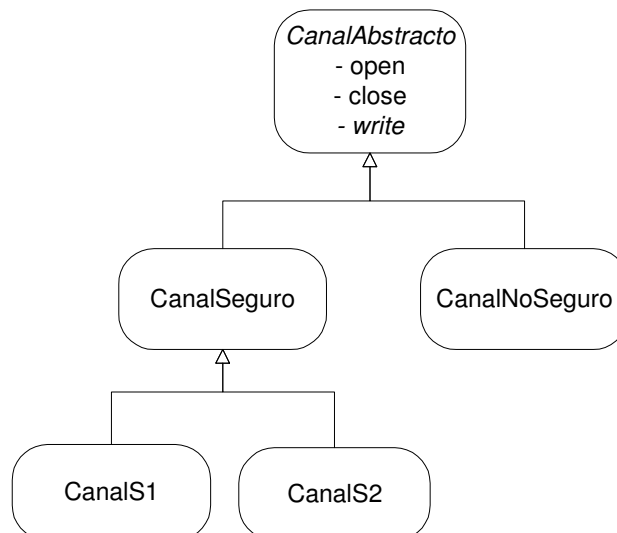 CanalAbstracto
- open
- close
- write
CanalSeguro
CanalNoSeguro
CanalS1
CanalS2